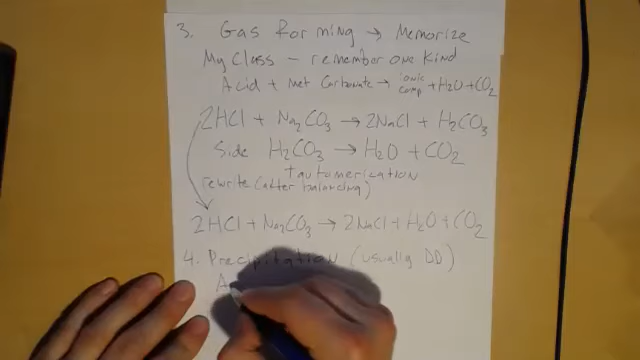 3. Gas Forming → Memorize
My Class – remember one Kind
Acid + Met Carbonate → ionic comp + H2O + CO2
2HCl + Na2CO3 → 2NaCl + H2CO3
Side H2CO3 → H2O + CO2
tautomerization
rewrite (after balancing)
2HCl + Na2CO3 → 2NaCl + H2O + CO2
4. Precipitation (usually DD)
A